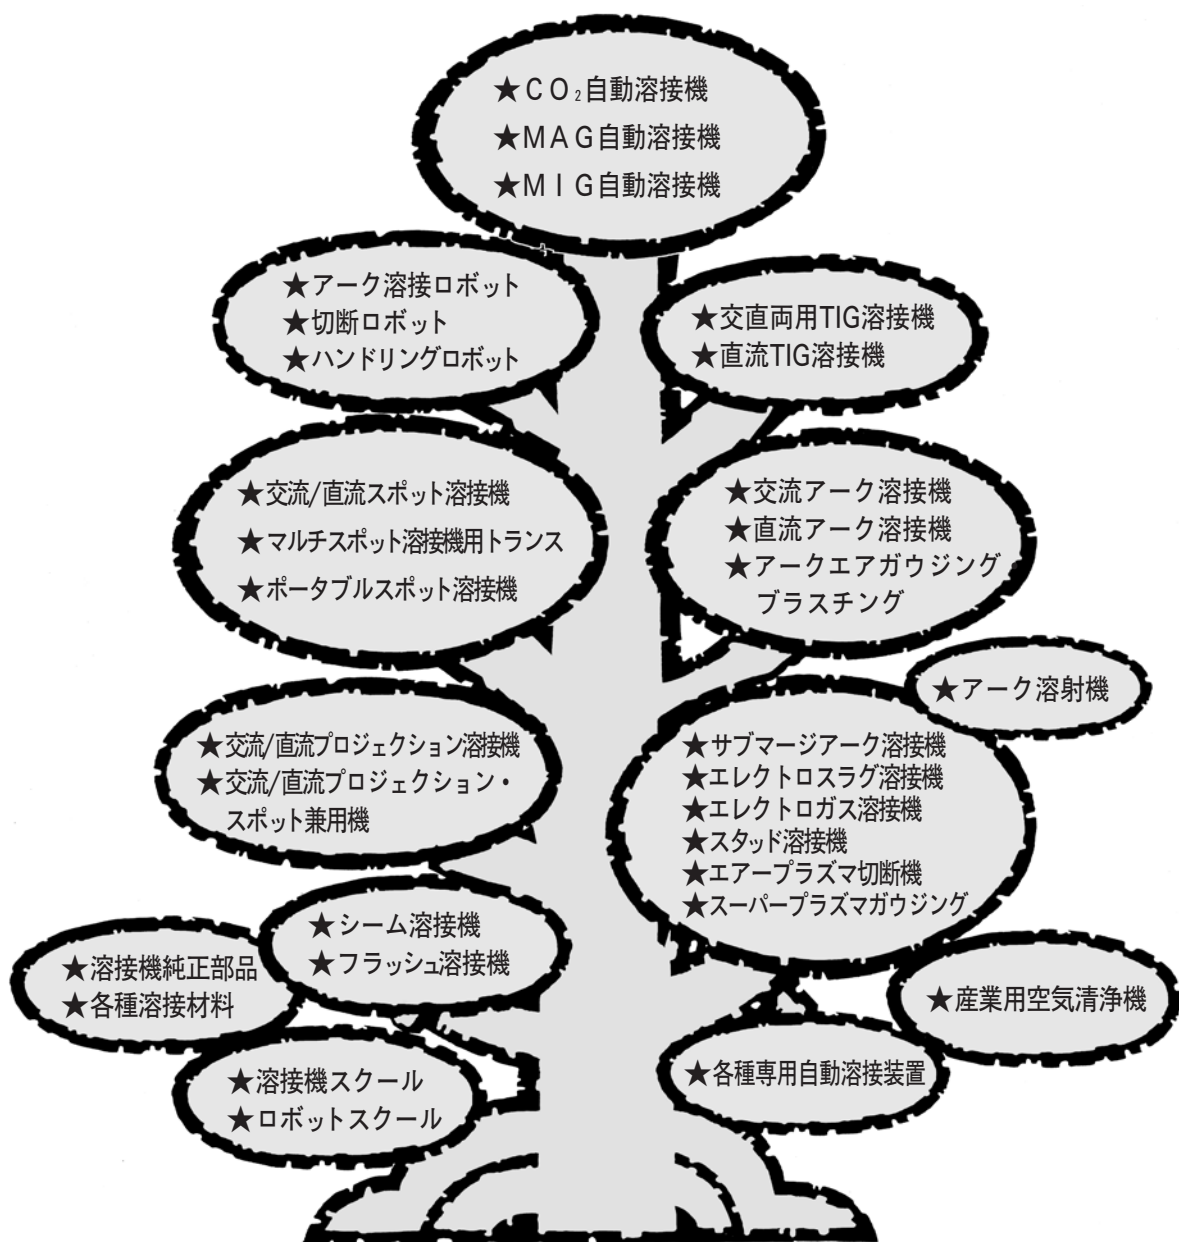 ★CO₂自動溶接機
★MAG自動溶接機
★MIG自動溶接機
★アーク溶接ロボット
★切断ロボット
★ハンドリングロボット
★交直両用TIG溶接機
★直流TIG溶接機
★交流/直流スポット溶接機
★マルチスポット溶接機用トランス
★ポータブルスポット溶接機
★交流アーク溶接機
★直流アーク溶接機
★アークエアガウジング
ブラスチング
★アーク溶射機
★交流/直流プロジェクション溶接機
★交流/直流プロジェクション・
スポット兼用機
★サブマージアーク溶接機
★エレクトロスラグ溶接機
★エレクトロガス溶接機
★スタッド溶接機
★エアープラズマ切断機
★スーパープラズマガウジング
★シーム溶接機
★フラッシュ溶接機
★溶接機純正部品
★各種溶接材料
★産業用空気清浄機
★溶接機スクール
★ロボットスクール
★各種専用自動溶接装置